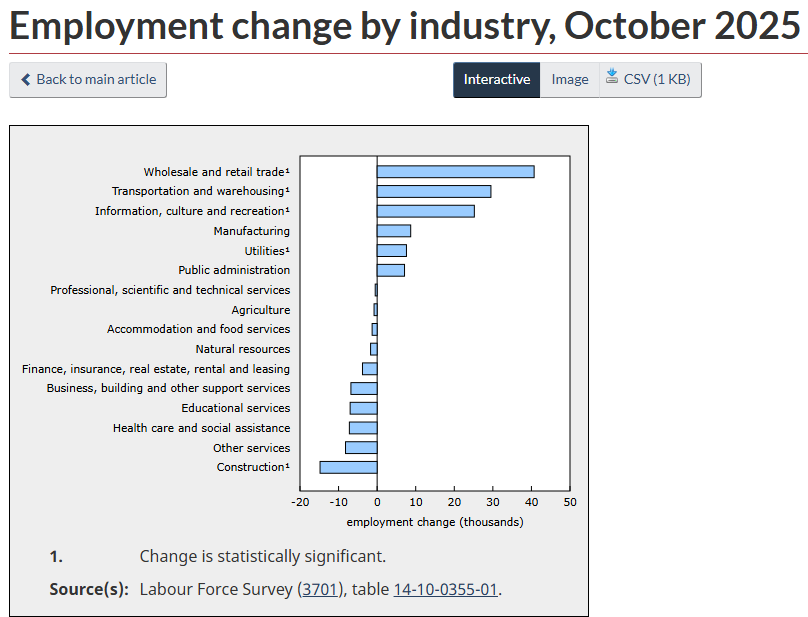 Employment change by industry, October 2025
Back to main article
Interactive Image CSV (1 KB)
Wholesale and retail trade¹
Transportation and warehousing¹
Information, culture and recreation¹
Manufacturing
Utilities¹
Public administration
Professional, scientific and technical services
Agriculture
Accommodation and food services
Natural resources
Finance, insurance, real estate, rental and leasing
Business, building and other support services
Educational services
Health care and social assistance
Other services
Construction¹
-20 -10 0 10 20 30 40 50
employment change (thousands)
1. Change is statistically significant.
Source(s): Labour Force Survey (3701), table 14-10-0355-01.